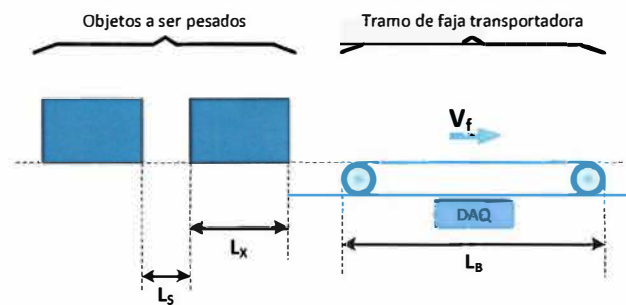 Objetos a ser pesados
Tramo de faja transportadora
Vf
DAQ
LX
LB
LS